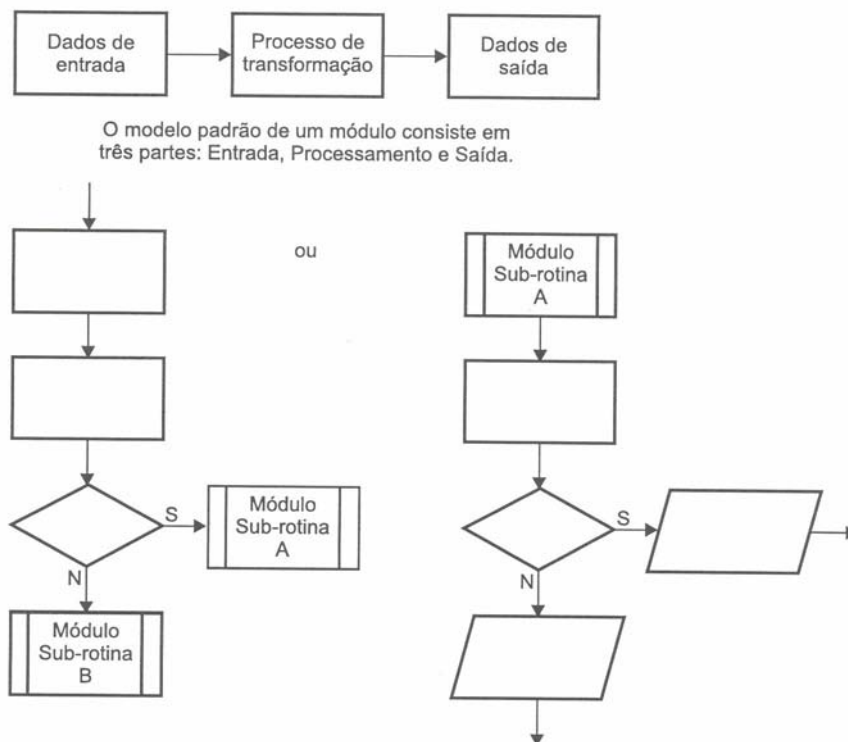 Dados de
entrada
Processo de
transformação
Dados de
saída
O modelo padrão de um módulo consiste em
três partes: Entrada, Processamento e Saída.
ou
Módulo
Sub-rotina
A
S
Módulo
Sub-rotina
A
N
Módulo
Sub-rotina
B
S
N